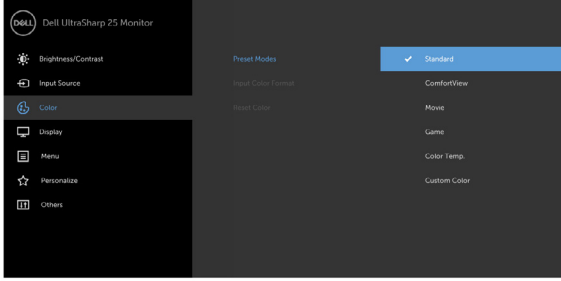 DELL
Dell UltraSharp 25 Monitor
Brightness/Contrast
Preset Modes
Standard
Input Source
Input Color Format
ComfortView
Color
Reset Color
Movie
Display
Game
Menu
Color Temp.
Personalize
Custom Color
Others